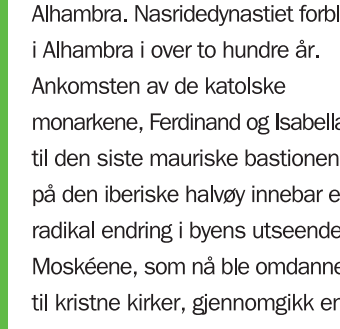 Alhambra. Nasridedynastiet forbl
i Alhambra i over to hundre år.
Ankomsten av de katolske
monarkene, Ferdinand og Isabella
til den siste mauriske bastionen
på den iberiske halvøy innebar e
radikal endring i byens utseende
Moskéene, som nå ble omdanne
til kristne kirker, gjennomgikk en